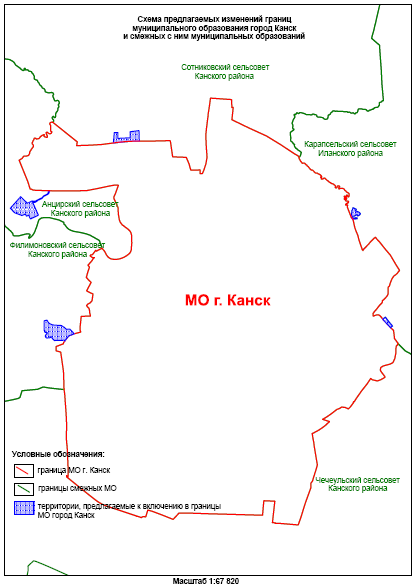 Схема предлагаемых изменений границ
муниципального образования город Канск
и смежных с ним муниципальных образований
Сотниковский сельсовет
Канского района
Карапсельский сельсовет
Иланского района
Анцирский сельсовет
Канского района
Филимоновский сельсовет
Канского района
МО г. Канск
Чечеульский сельсовет
Канского района
Условные обозначения:
граница МО г. Канск
границы смежных МО
территории, предлагаемые к включению в границы
МО город Канск
Масштаб 1:67 820